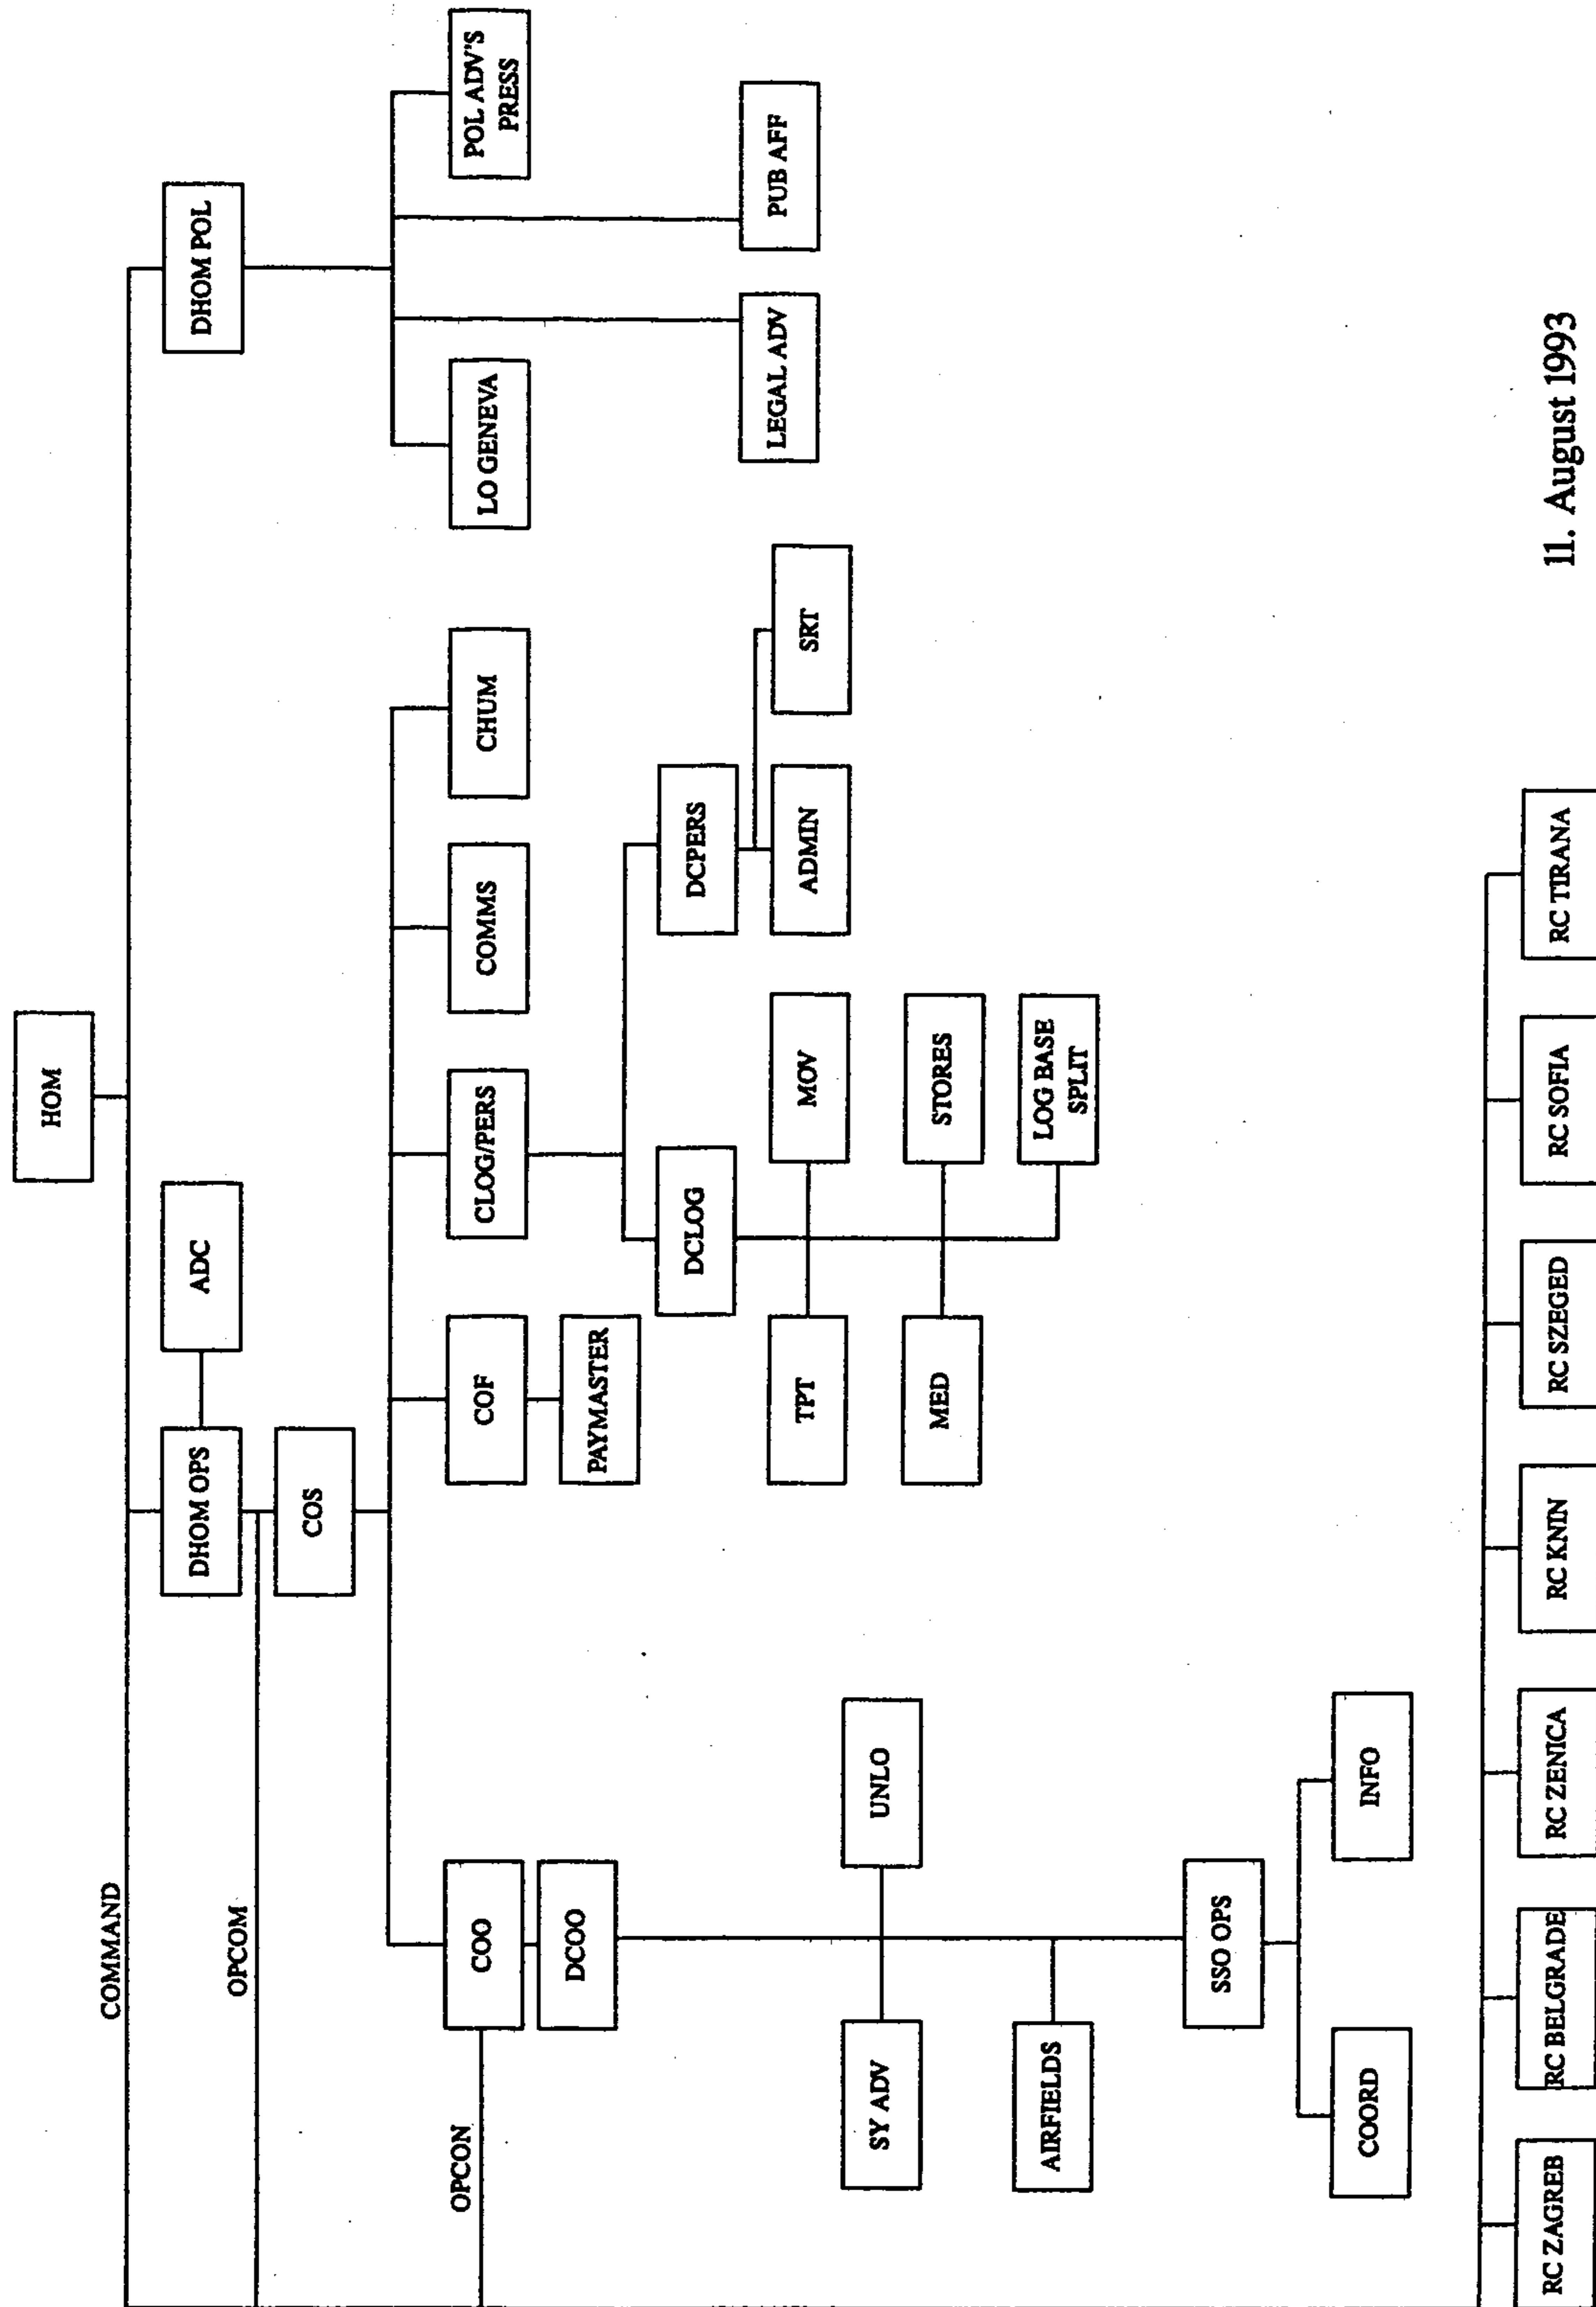 HOM
COMMAND
DHOM OPS
ADC
DHOM POL
OPCOM
COS
OPCON
COO
COF
CLOG/PERS
COMMS
CHUM
LO GENEVA
POL ADV'S
PRESS
DCOO
PAYMASTER
DCLOG
DCPERS
LEGAL ADV
PUB AFF
TPT
MOV
ADMIN
SRT
SY ADV
UNLO
MED
STORES
AIRFIELDS
LOG BASE
SPLIT
SSO OPS
COORD
INFO
RC ZAGREB
RC BELGRADE
RC ZENICA
RC KNIN
RC SZEGED
RC SOFIA
RC TIRANA
11. August 1993